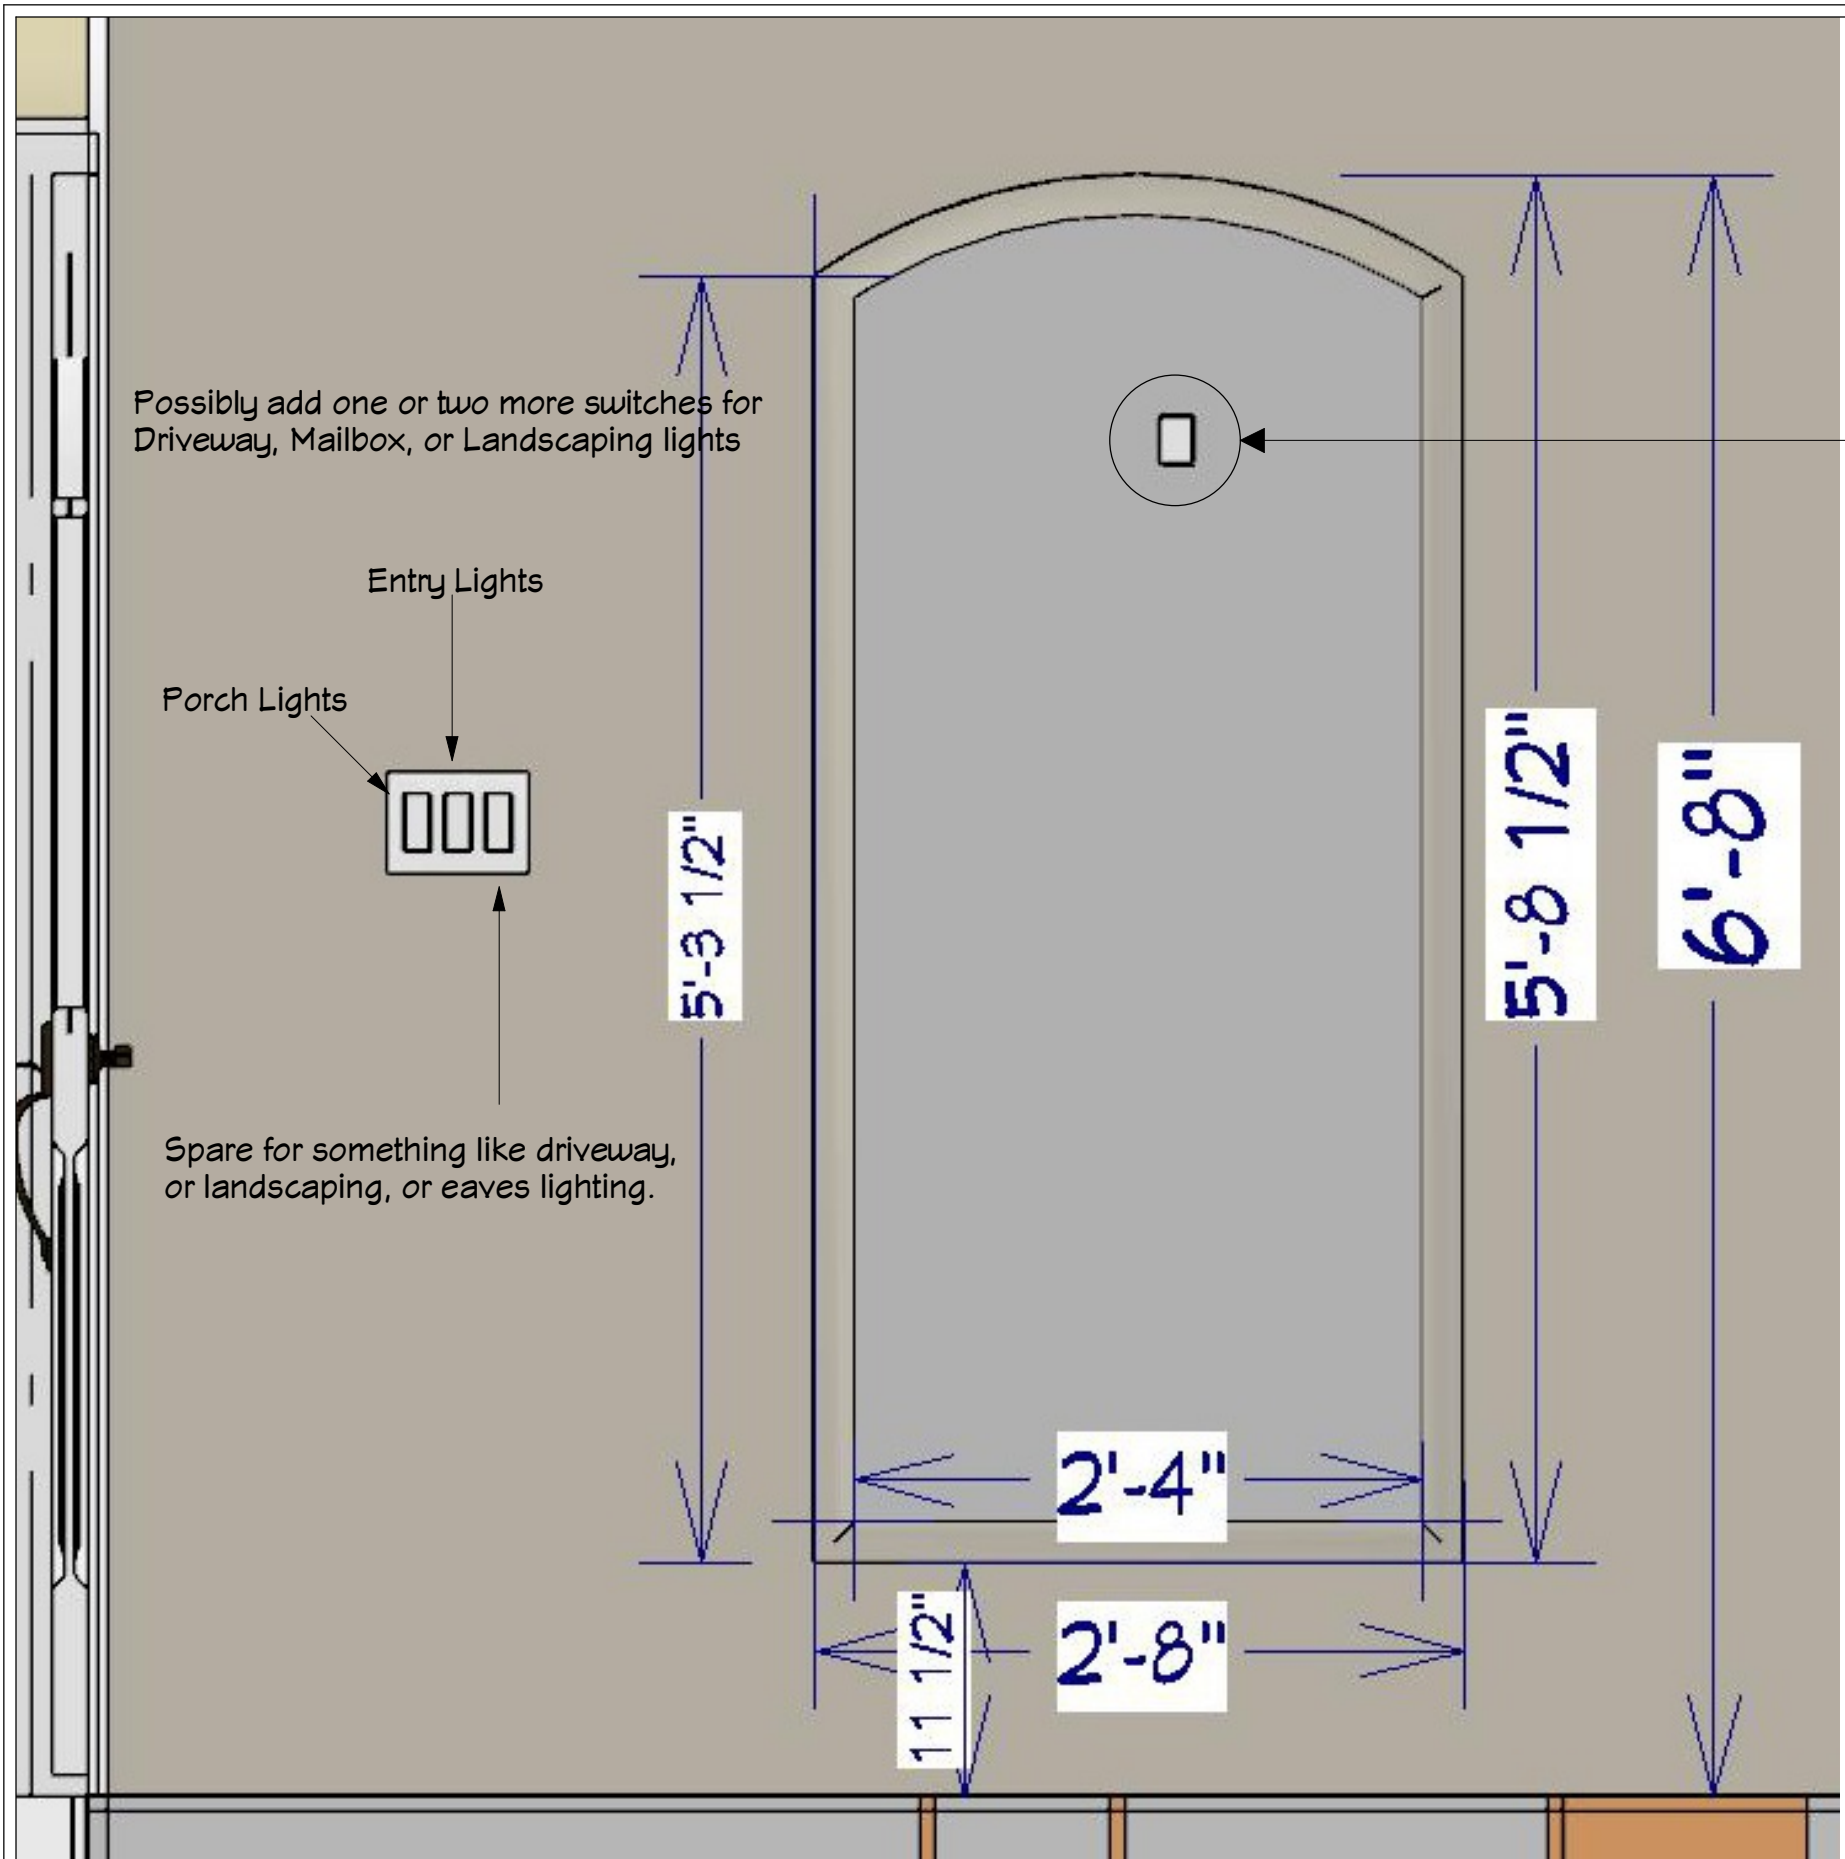 Possibly add one or two more switches for
Driveway, Mailbox, or Landscaping lights
Entry Lights
Porch Lights
Spare for something like driveway,
or landscaping, or eaves lighting.
5'-3 1/2"
5'-8 1/2"
6'-8"
2'-4"
2'-8"
11 1/2"